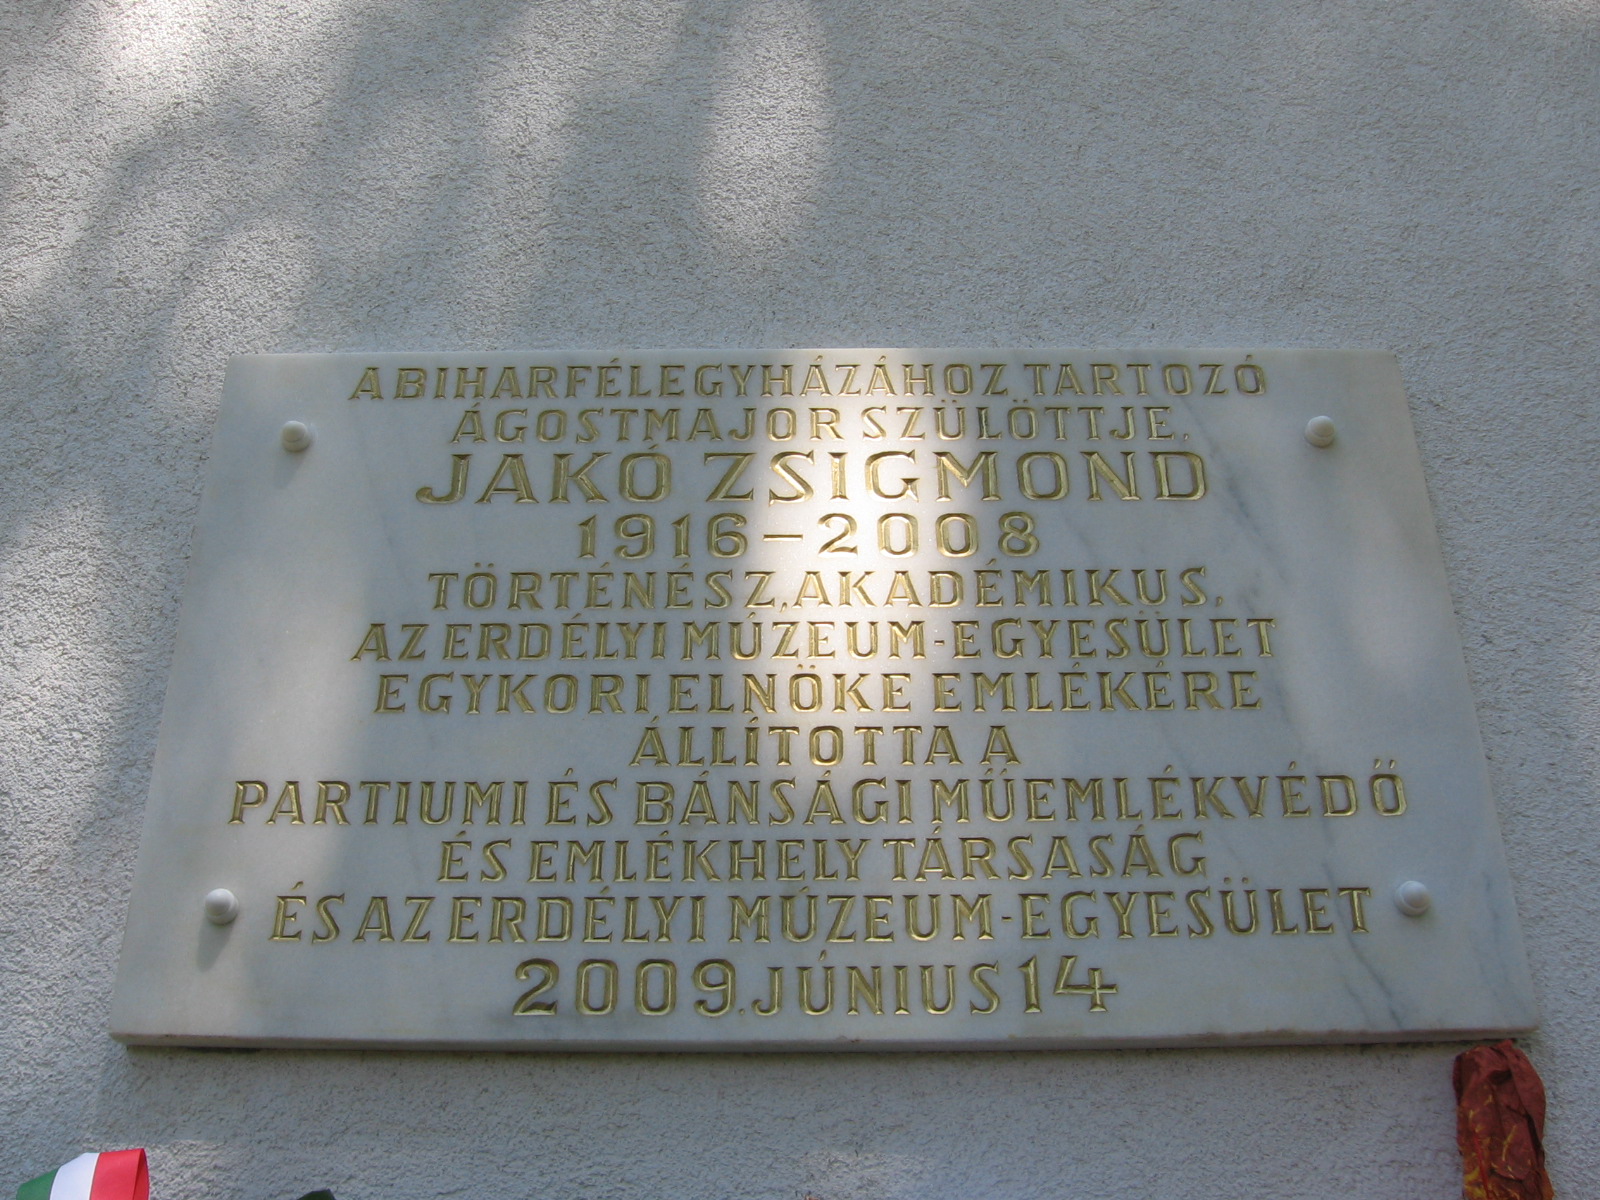 A BIHARFÉLEGYHÁZÁHOZ TARTOZÓ
ÁGOSTMAJOR SZÜLÖTTJE,
JAKÓ ZSIGMOND
1916–2008
TÖRTÉNÉSZ, AKADÉMIKUS,
AZ ERDÉLYI MÚZEUM-EGYESÜLET
EGYKORI ELNÖKE EMLÉKÉRE
ÁLLÍTOTTA A
PARTIUMI ÉS BÁNSÁGI MŰEMLÉKVÉDŐ
ÉS EMLÉKHELY TÁRSASÁG
ÉS AZ ERDÉLYI MÚZEUM-EGYESÜLET
2009. JÚNIUS 14